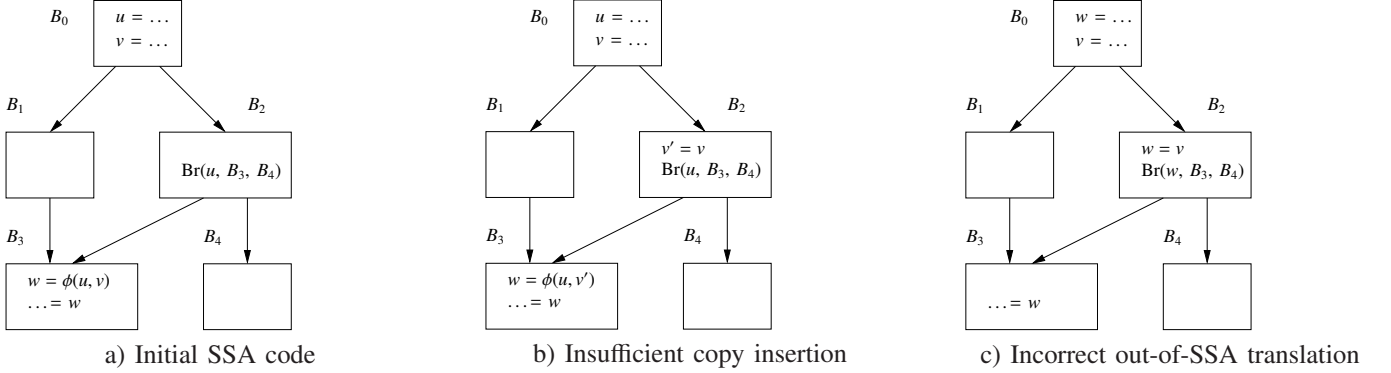 B₀
u = …
v = …
B₁
B₂
Br(u, B₃, B₄)
B₃
B₄
w = ϕ(u, v)
… = w
a) Initial SSA code
B₀
u = …
v = …
B₁
B₂
v′ = v
Br(u, B₃, B₄)
B₃
B₄
w = ϕ(u, v′)
… = w
b) Insufficient copy insertion
B₀
w = …
v = …
B₁
B₂
w = v
Br(w, B₃, B₄)
B₃
B₄
… = w
c) Incorrect out-of-SSA translation